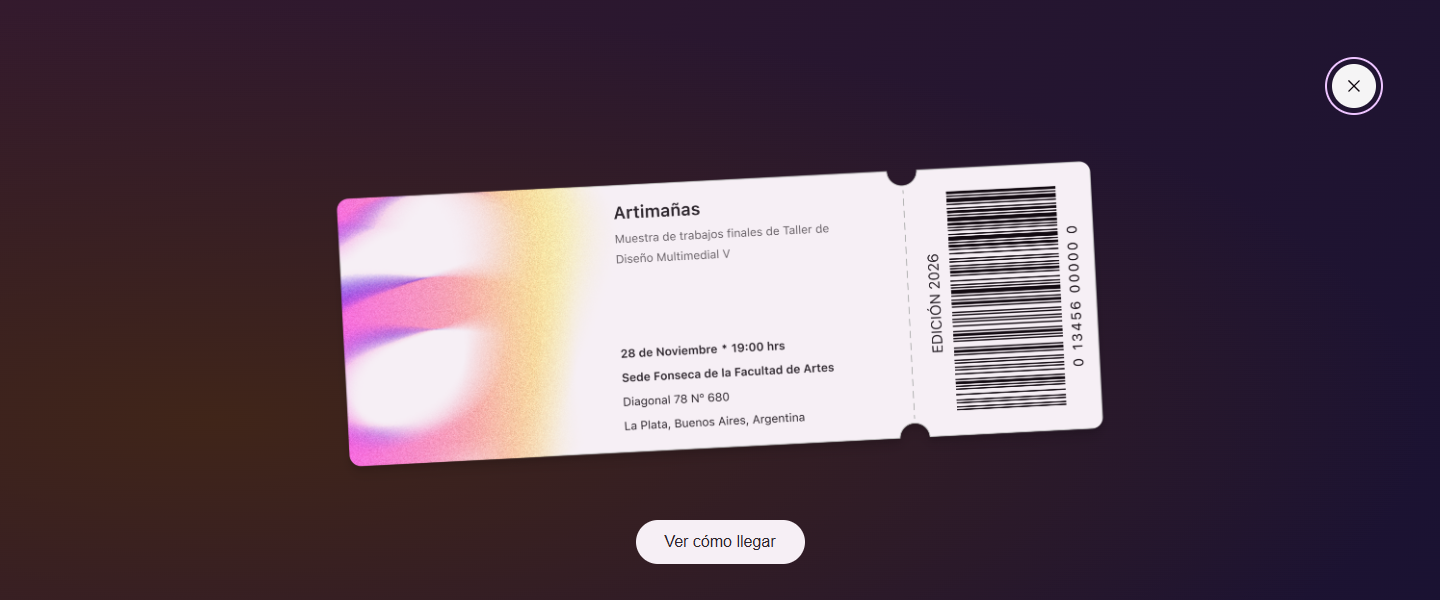 Artimañas
Muestra de trabajos finales de Taller de
Diseño Multimedial V
28 de Noviembre * 19:00 hrs
Sede Fonseca de la Facultad de Artes
Diagonal 78 N° 680
La Plata, Buenos Aires, Argentina
EDICIÓN 2026
0 13456 00000 0
Ver cómo llegar